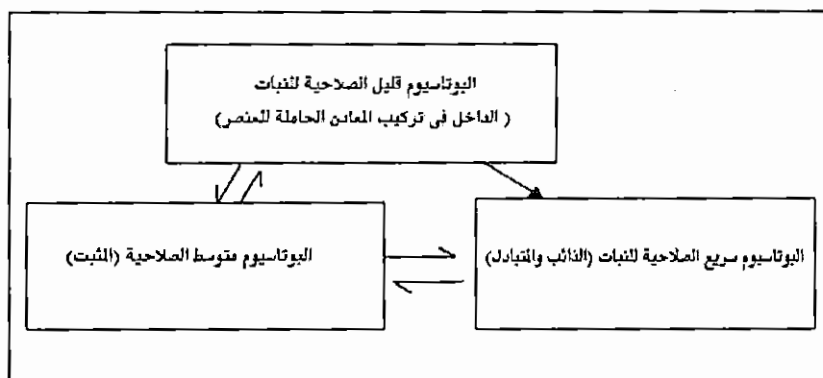 البوتاسيوم قليل الصلاحية للنبات
( الداخل فى تركيب المعادن الحاملة للعنصر)
البوتاسيوم متوسط الصلاحية (المثبت)
البوتاسيوم سريع الصلاحية للنبات (الذائب والمتبادل)